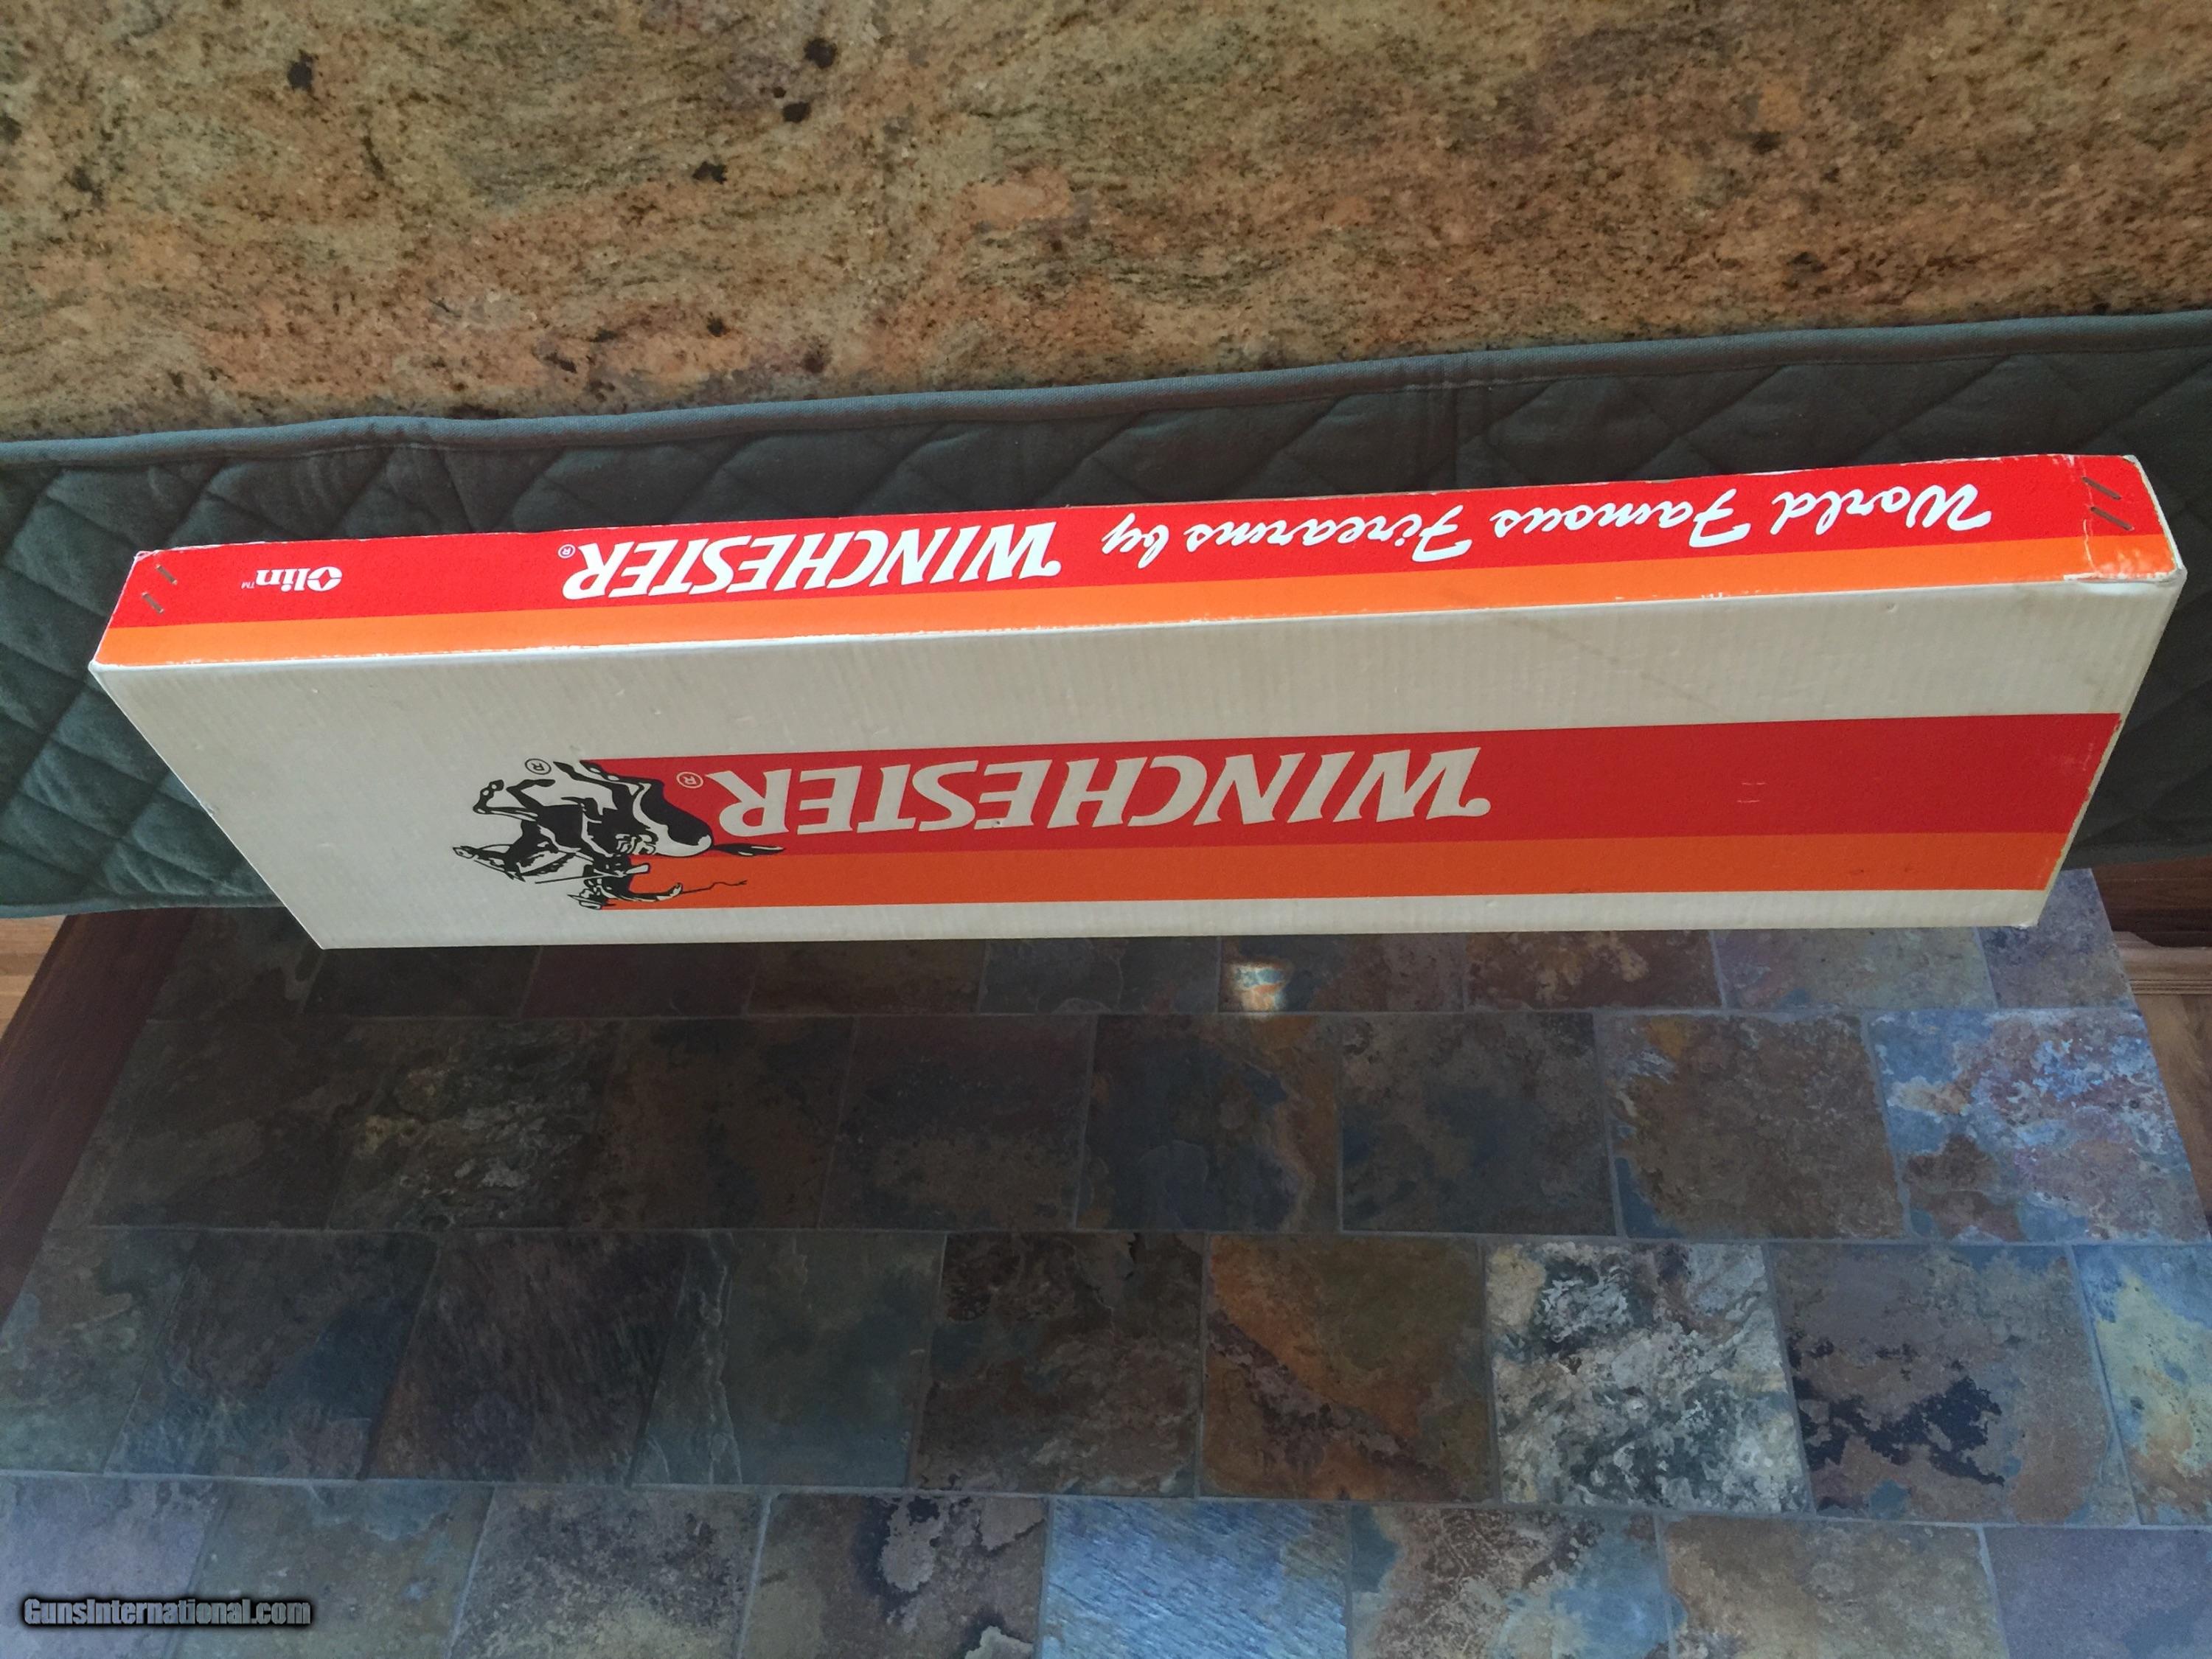 World Famous Firearms by WINCHESTER® Olin™
WINCHESTER® ®
GunsInternational.com